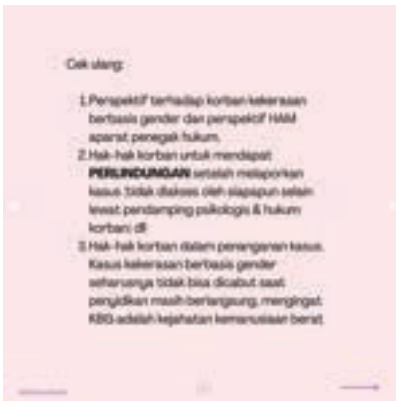 Cek ulang:
1. Perspektif terhadap korban kekerasan
berbasis gender dan perspektif HAM
aparat penegak hukum.
2. Hak-hak korban untuk mendapat
PERLINDUNGAN setelah melaporkan
kasus tidak diakses oleh siapapun selain
lewat pendamping psikologis & hukum
korban: dll
3. Hak-hak korban dalam penanganan kasus.
Kasus kekerasan berbasis gender
seharusnya tidak bisa dicabut saat
penyidikan masih berlangsung, mengingat
KBG adalah kejahatan kemanusiaan berat.